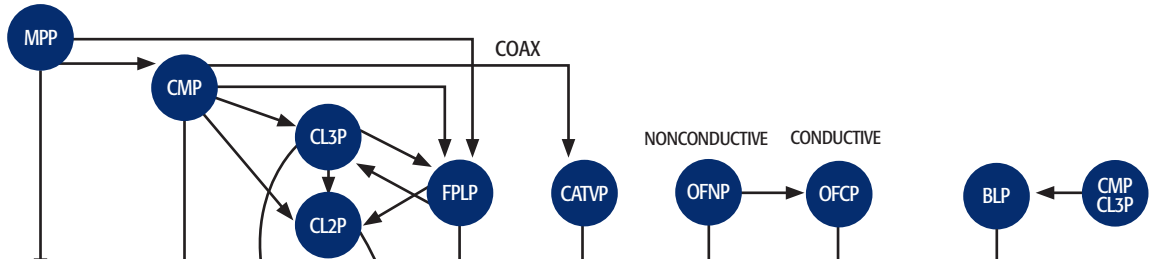 MPP
COAX
CMP
CL3P
NONCONDUCTIVE
CONDUCTIVE
FPLP
CATVP
OFNP
OFCP
BLP
CMP
CL3P
CL2P